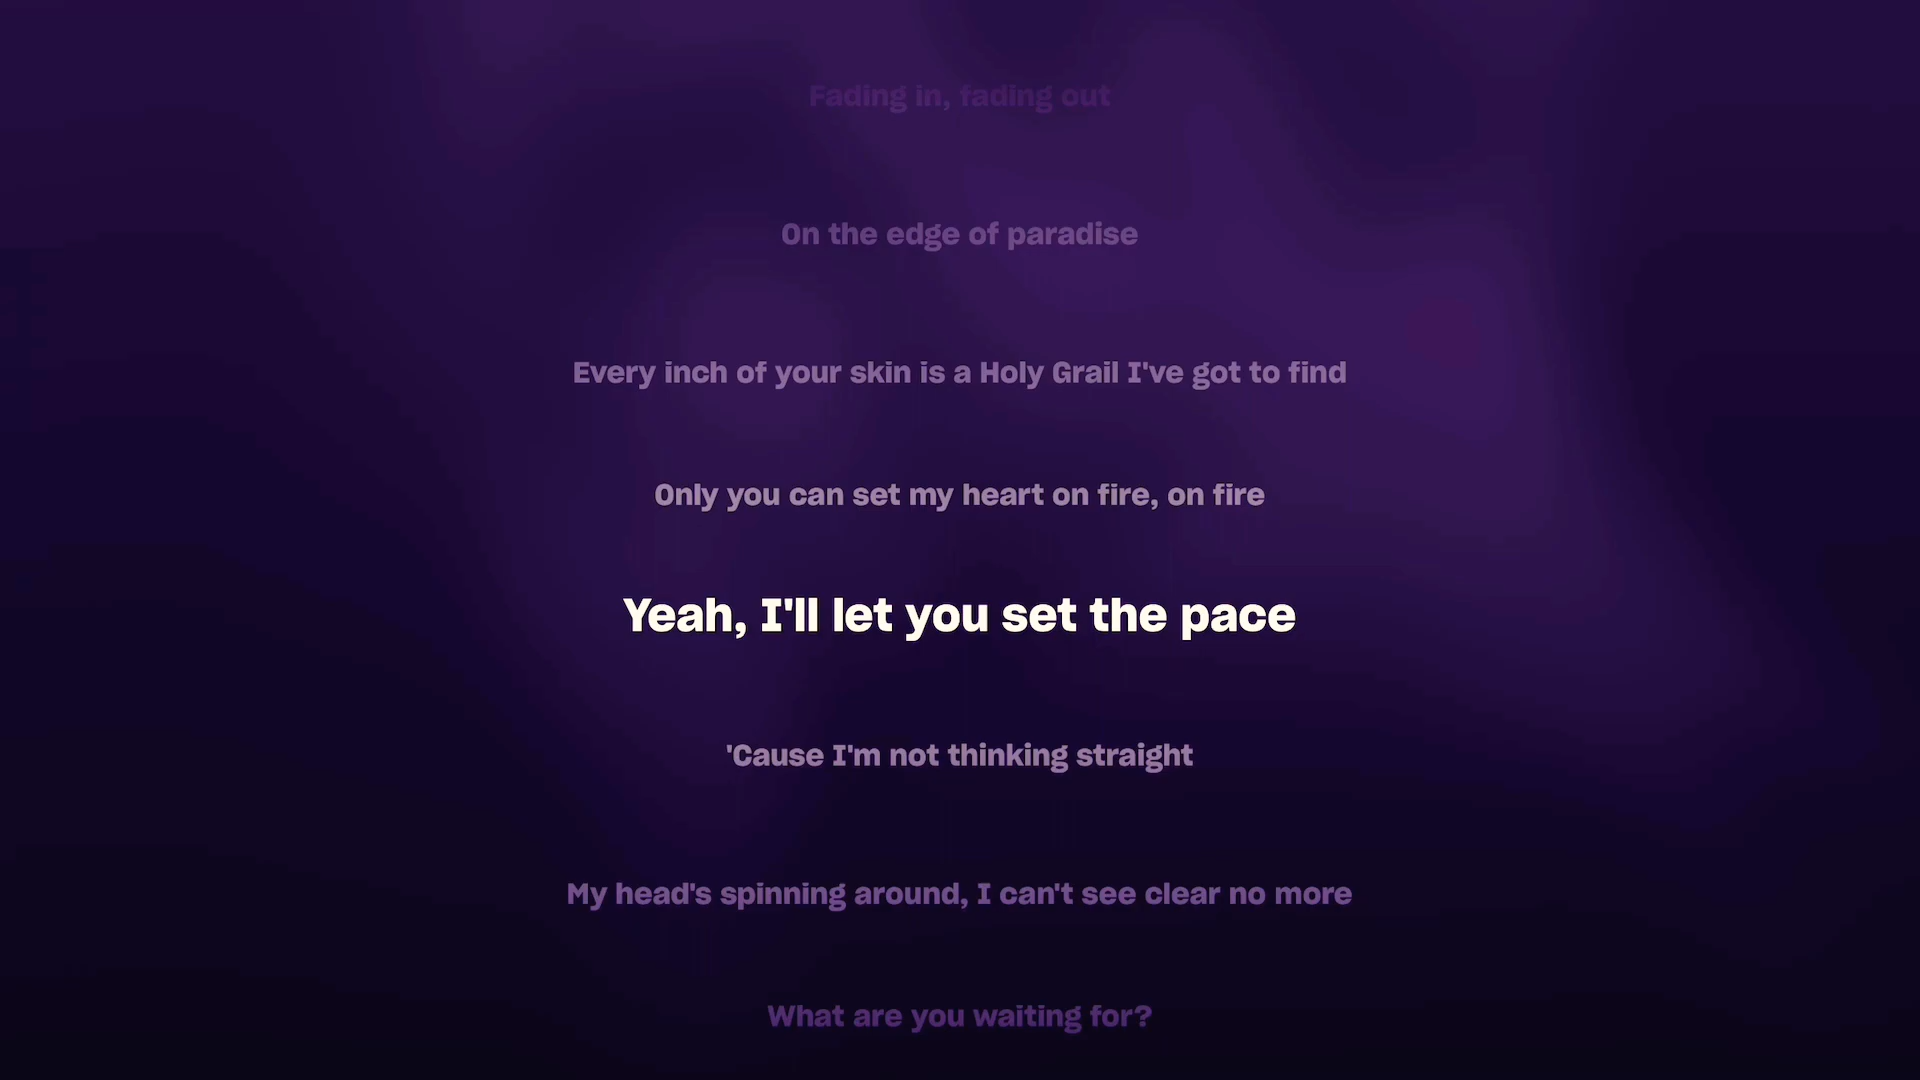 Fading in, fading out
On the edge of paradise
Every inch of your skin is a Holy Grail I've got to find
Only you can set my heart on fire, on fire
Yeah, I'll let you set the pace
'Cause I'm not thinking straight
My head's spinning around, I can't see clear no more
What are you waiting for?